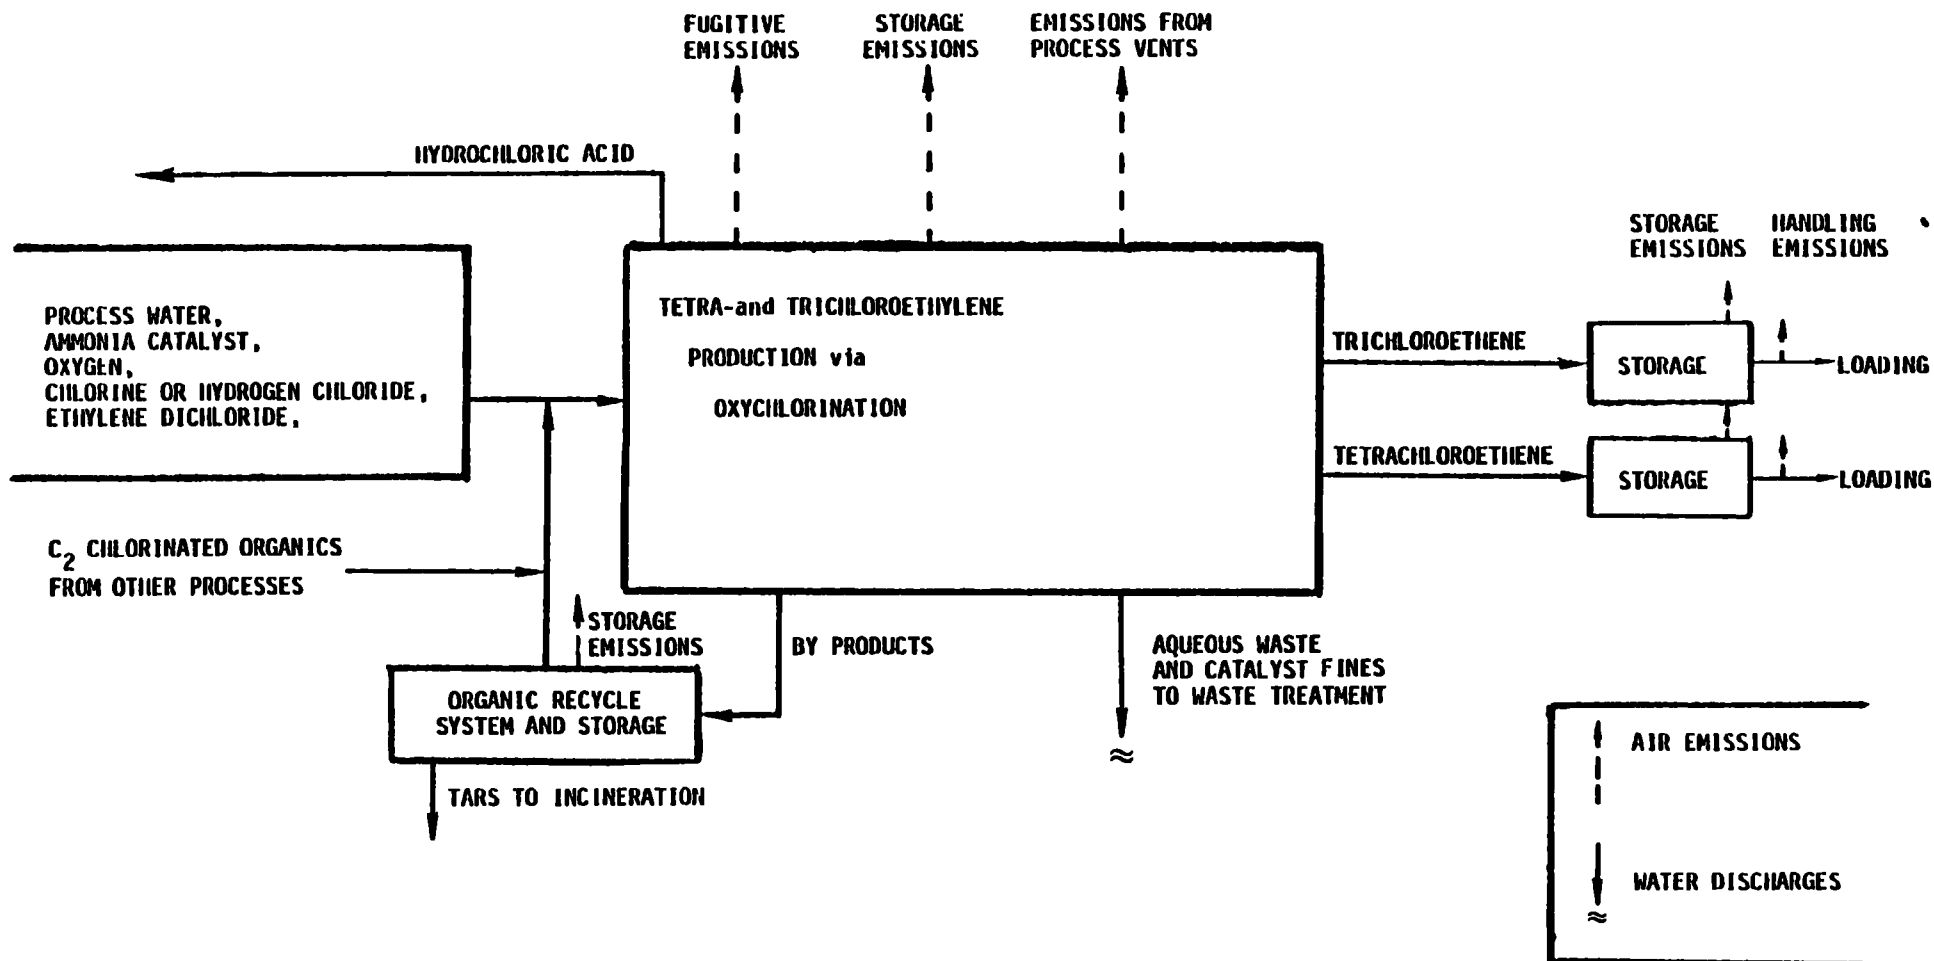 FUGITIVE
EMISSIONS
STORAGE
EMISSIONS
EMISSIONS FROM
PROCESS VENTS
HYDROCHLORIC ACID
STORAGE
EMISSIONS
HANDLING
EMISSIONS
PROCESS WATER,
AMMONIA CATALYST,
OXYGEN,
CHLORINE OR HYDROGEN CHLORIDE,
ETHYLENE DICHLORIDE,
TETRA-and TRICHLOROETHYLENE
PRODUCTION via
OXYCHLORINATION
TRICHLOROETHENE
STORAGE
LOADING
TETRACHLOROETHENE
STORAGE
LOADING
C2 CHLORINATED ORGANICS
FROM OTHER PROCESSES
STORAGE
EMISSIONS
BY PRODUCTS
AQUEOUS WASTE
AND CATALYST FINES
TO WASTE TREATMENT
ORGANIC RECYCLE
SYSTEM AND STORAGE
TARS TO INCINERATION
AIR EMISSIONS
WATER DISCHARGES